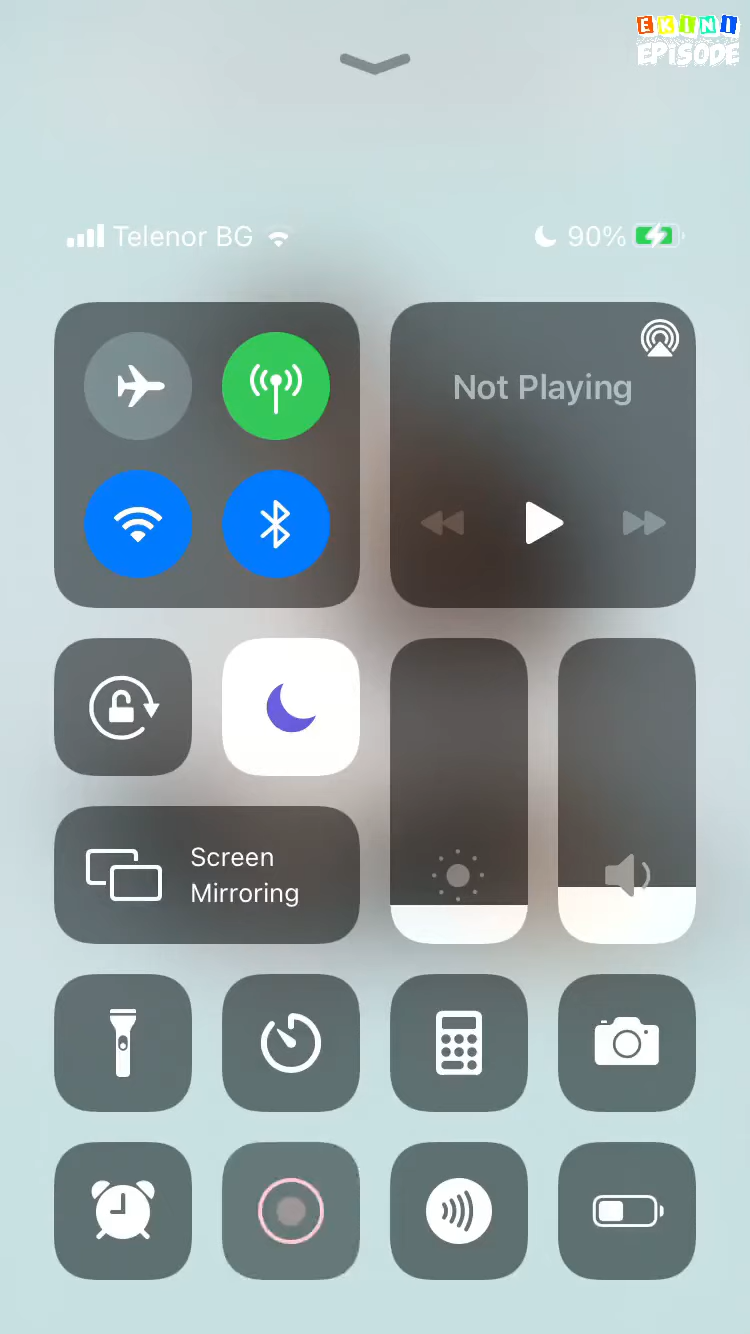 EKINI
EPISODE
Telenor BG
90%
Not Playing
Screen
Mirroring